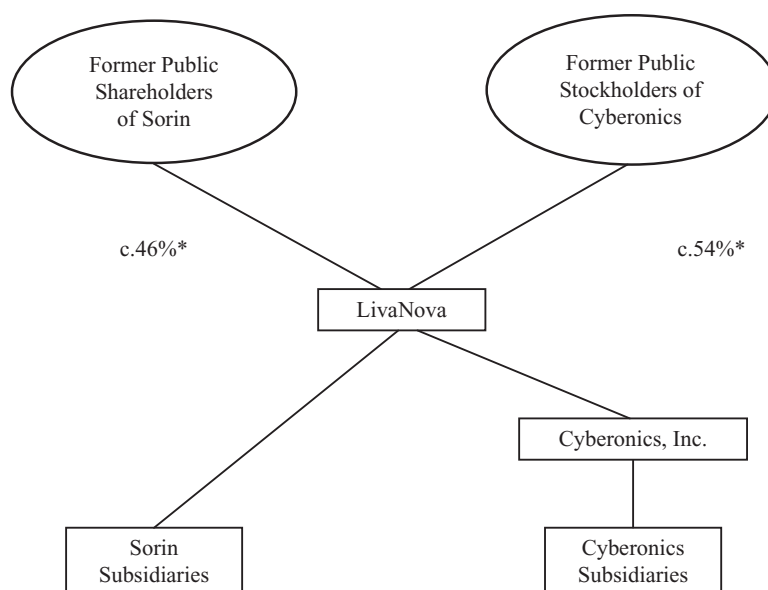 Former Public
Shareholders
of Sorin
Former Public
Stockholders of
Cyberonics
c.46%*
c.54%*
LivaNova
Cyberonics, Inc.
Sorin
Subsidiaries
Cyberonics
Subsidiaries